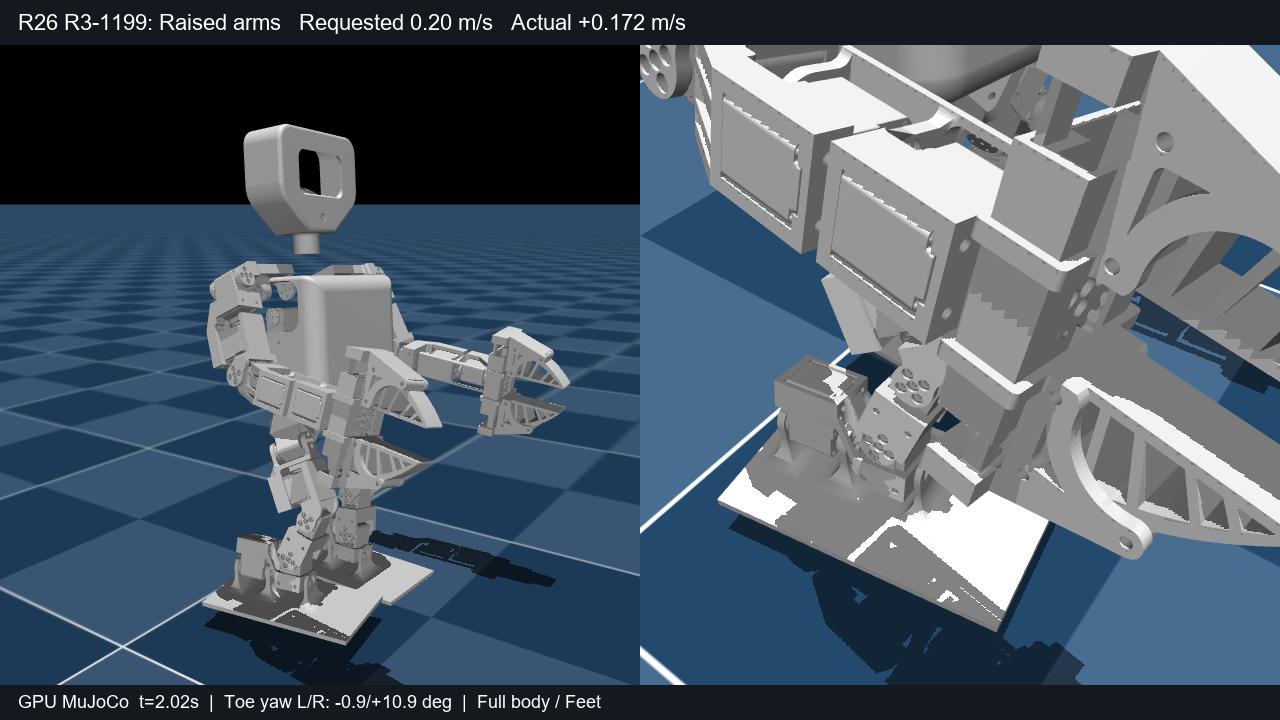 R26 R3-1199: Raised arms   Requested 0.20 m/s   Actual +0.172 m/s
GPU MuJoCo  t=2.02s  |  Toe yaw L/R: -0.9/+10.9 deg  |  Full body / Feet